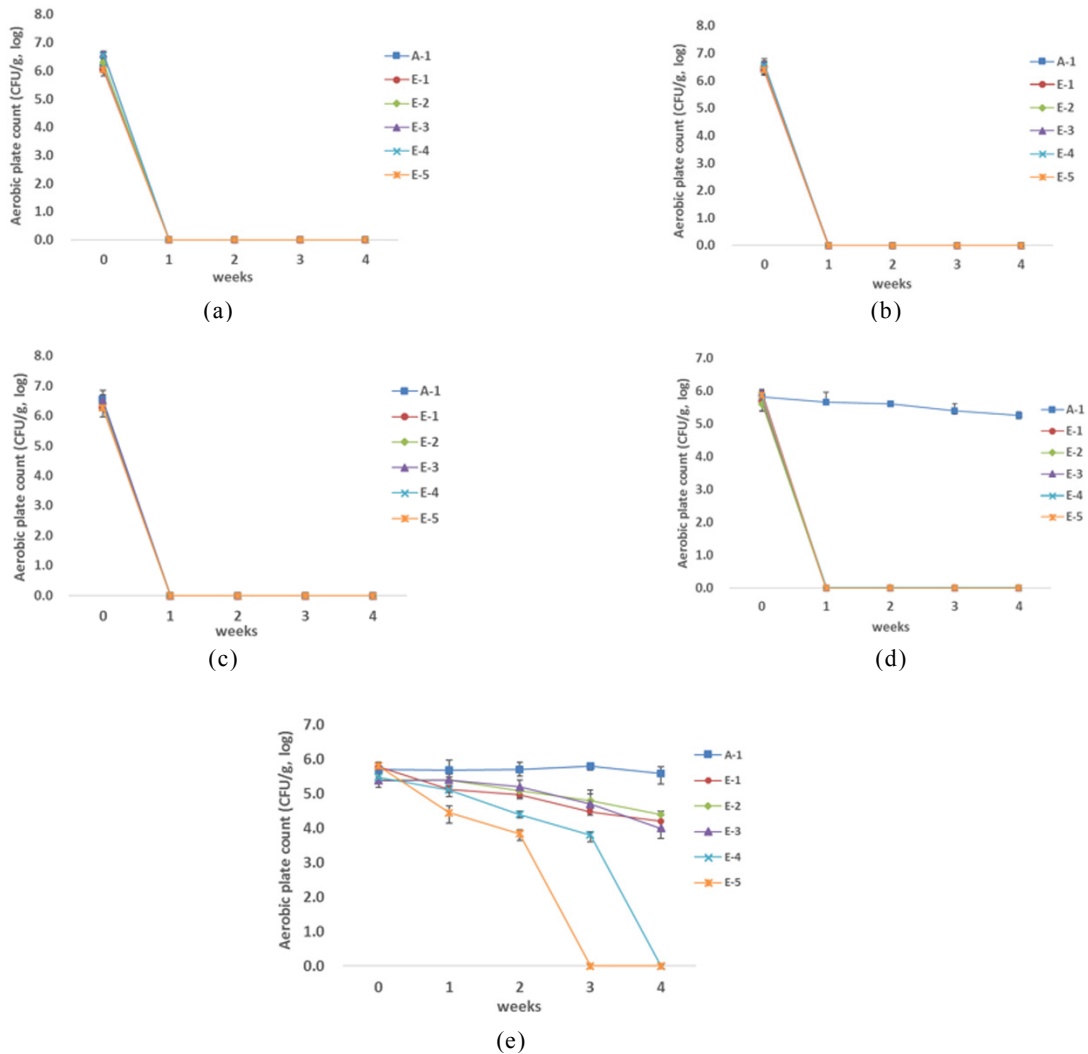 Aerobic plate count (CFU/g, log)
8.0
7.0
6.0
5.0
4.0
3.0
2.0
1.0
0.0
0 1 2 3 4
weeks
A-1
E-1
E-2
E-3
E-4
E-5
(a)
Aerobic plate count (CFU/g, log)
8.0
7.0
6.0
5.0
4.0
3.0
2.0
1.0
0.0
0 1 2 3 4
weeks
A-1
E-1
E-2
E-3
E-4
E-5
(b)
Aerobic plate count (CFU/g, log)
8.0
7.0
6.0
5.0
4.0
3.0
2.0
1.0
0.0
0 1 2 3 4
weeks
A-1
E-1
E-2
E-3
E-4
E-5
(c)
Aerobic plate count (CFU/g, log)
7.0
6.0
5.0
4.0
3.0
2.0
1.0
0.0
0 1 2 3 4
weeks
A-1
E-1
E-2
E-3
E-4
E-5
(d)
Aerobic plate count (CFU/g, log)
7.0
6.0
5.0
4.0
3.0
2.0
1.0
0.0
0 1 2 3 4
weeks
A-1
E-1
E-2
E-3
E-4
E-5
(e)